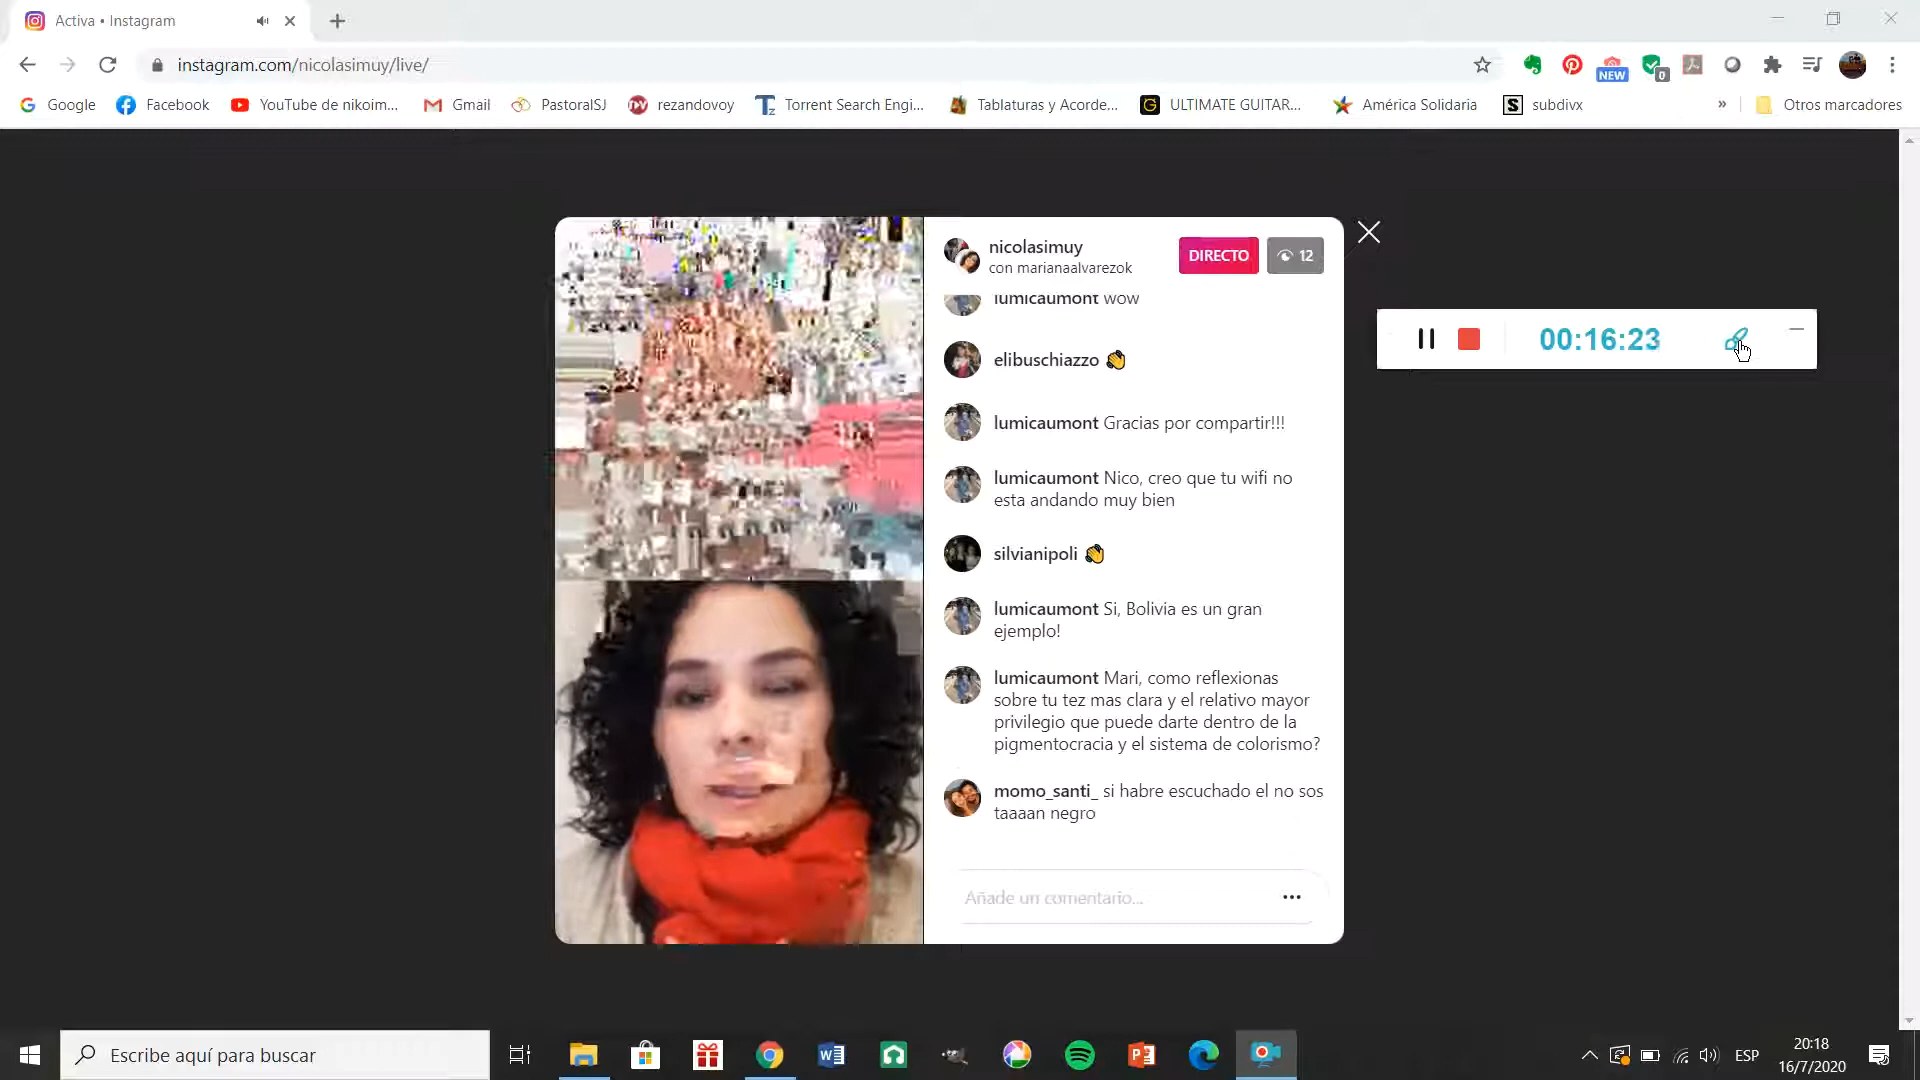 Activa • Instagram
instagram.com/nicolasimuy/live/
NEW
0
Google
Facebook
YouTube de nikoim...
Gmail
PastoralSJ
rezandovoy
Torrent Search Engi...
Tablaturas y Acorde...
ULTIMATE GUITAR...
América Solidaria
subdivx
»
Otros marcadores
nicolasimuy
con marianaalvarezok
DIRECTO
12
lumicaumont wow
elibuschiazzo 👏
lumicaumont Gracias por compartir!!!
lumicaumont Nico, creo que tu wifi no
esta andando muy bien
silvianipoli 👏
lumicaumont Si, Bolivia es un gran
ejemplo!
lumicaumont Mari, como reflexionas
sobre tu tez mas clara y el relativo mayor
privilegio que puede darte dentro de la
pigmentocracia y el sistema de colorismo?
momo_santi_ si habre escuchado el no sos
taaaan negro
Añade un comentario...
00:16:23
Escribe aquí para buscar
ESP
20:18
16/7/2020